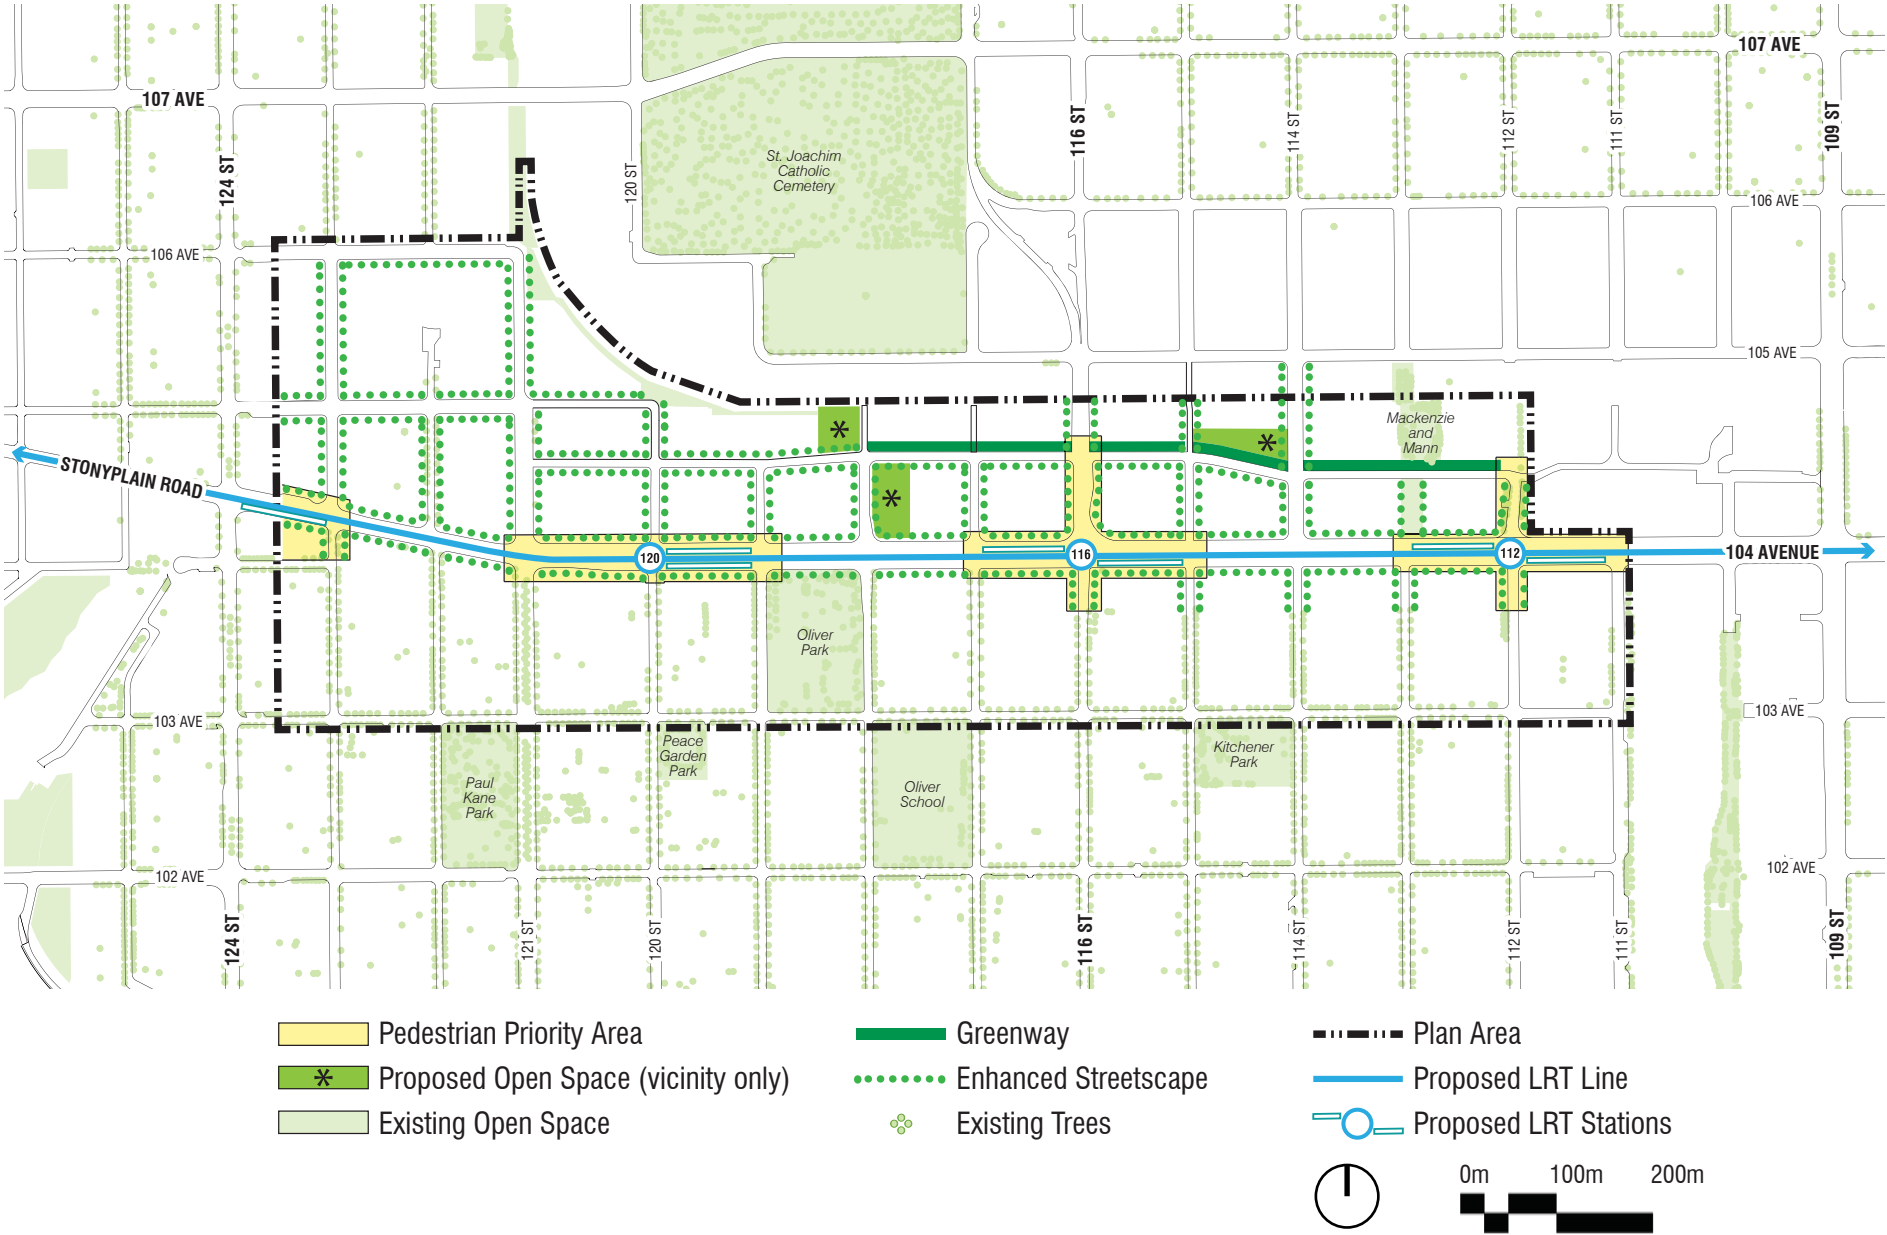 107 AVE
107 AVE
116 ST
114 ST
112 ST
111 ST
109 ST
124 ST
120 ST
St. Joachim
Catholic
Cemetery
106 AVE
106 AVE
105 AVE
*
*
Mackenzie
and
Mann
STONYPLAIN ROAD
*
120
116
112
104 AVENUE
Oliver
Park
103 AVE
103 AVE
Peace
Garden
Park
Kitchener
Park
Paul
Kane
Park
Oliver
School
102 AVE
102 AVE
124 ST
121 ST
120 ST
116 ST
114 ST
112 ST
111 ST
109 ST
Pedestrian Priority Area
Greenway
Plan Area
* Proposed Open Space (vicinity only)
Enhanced Streetscape
Proposed LRT Line
Existing Open Space
Existing Trees
Proposed LRT Stations
0m 100m 200m